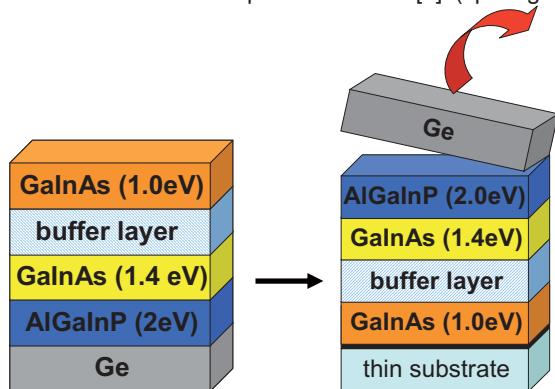 GaInAs (1.0eV)
buffer layer
GaInAs (1.4 eV)
AlGaInP (2eV)
Ge
Ge
AlGaInP (2.0eV)
GaInAs (1.4eV)
buffer layer
GaInAs (1.0eV)
thin substrate